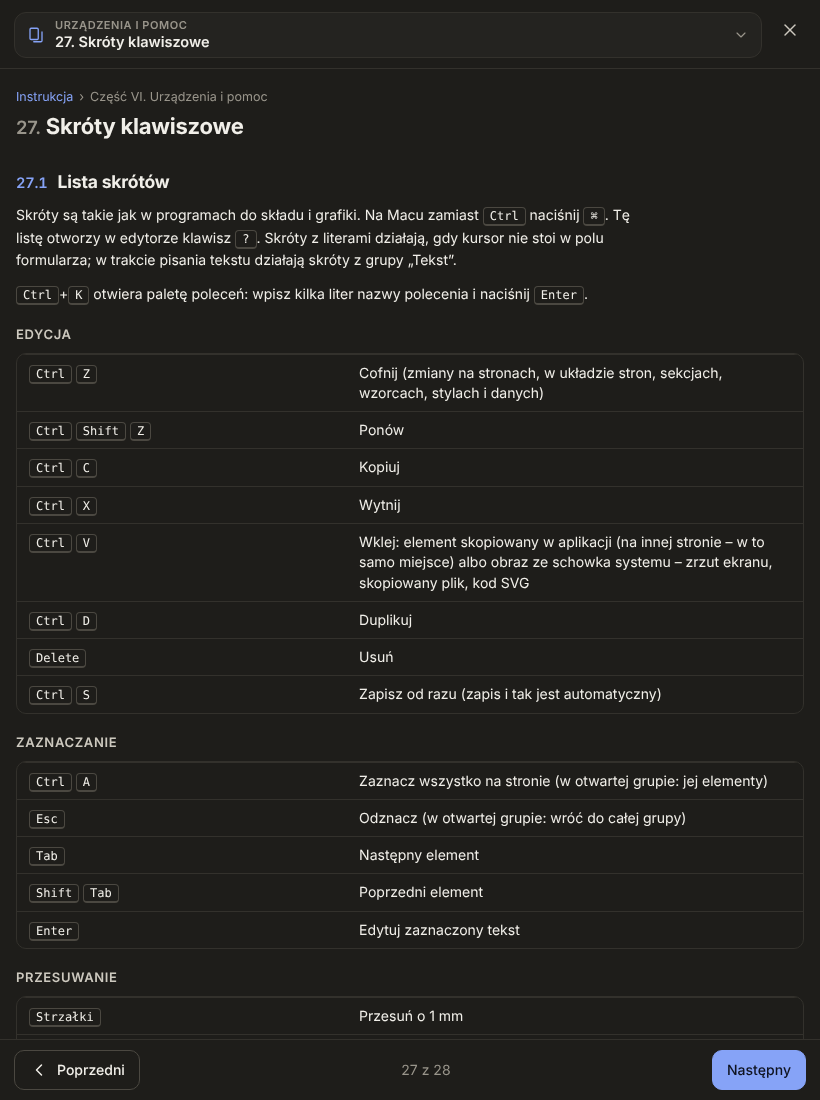 URZĄDZENIA I POMOC
27. Skróty klawiszowe
Instrukcja › Część VI. Urządzenia i pomoc
27. Skróty klawiszowe
27.1 Lista skrótów
Skróty są takie jak w programach do składu i grafiki. Na Macu zamiast Ctrl naciśnij ⌘. Tę
listę otworzy w edytorze klawisz ?. Skróty z literami działają, gdy kursor nie stoi w polu
formularza; w trakcie pisania tekstu działają skróty z grupy „Tekst”.
Ctrl+K otwiera paletę poleceń: wpisz kilka liter nazwy polecenia i naciśnij Enter.
EDYCJA
Ctrl Z Cofnij (zmiany na stronach, w układzie stron, sekcjach,
wzorcach, stylach i danych)
Ctrl Shift Z Ponów
Ctrl C Kopiuj
Ctrl X Wytnij
Ctrl V Wklej: element skopiowany w aplikacji (na innej stronie – w to
samo miejsce) albo obraz ze schowka systemu – zrzut ekranu,
skopiowany plik, kod SVG
Ctrl D Duplikuj
Delete Usuń
Ctrl S Zapisz od razu (zapis i tak jest automatyczny)
ZAZNACZANIE
Ctrl A Zaznacz wszystko na stronie (w otwartej grupie: jej elementy)
Esc Odznacz (w otwartej grupie: wróć do całej grupy)
Tab Następny element
Shift Tab Poprzedni element
Enter Edytuj zaznaczony tekst
PRZESUWANIE
Strzałki Przesuń o 1 mm
Poprzedni 27 z 28 Następny